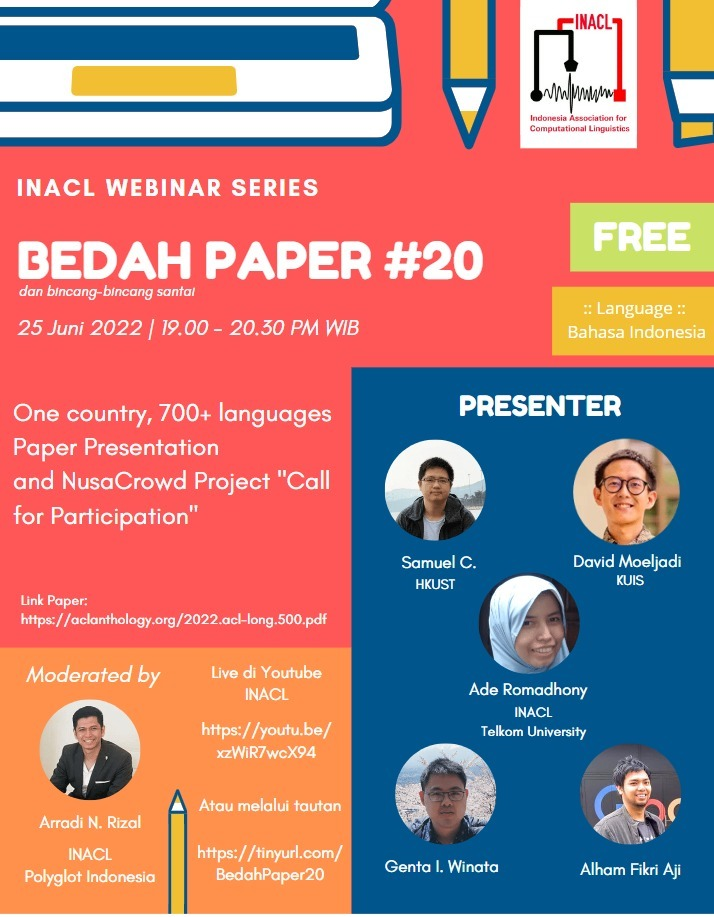 INACL
Indonesia Association for
Computational Linguistics
INACL WEBINAR SERIES
BEDAH PAPER #20
dan bincang-bincang santai
25 Juni 2022 | 19.00 - 20.30 PM WIB
FREE
:: Language ::
Bahasa Indonesia
One country, 700+ languages
Paper Presentation
and NusaCrowd Project "Call
for Participation"
Link Paper:
https://aclanthology.org/2022.acl-long.500.pdf
PRESENTER
Samuel C.
HKUST
David Moeljadi
KUIS
Ade Romadhony
INACL
Telkom University
Genta I. Winata
Alham Fikri Aji
Moderated by
Arradi N. Rizal
INACL
Polyglot Indonesia
Live di Youtube
INACL
https://youtu.be/
xzWiR7wcX94
Atau melalui tautan
https://tinyurl.com/
BedahPaper20